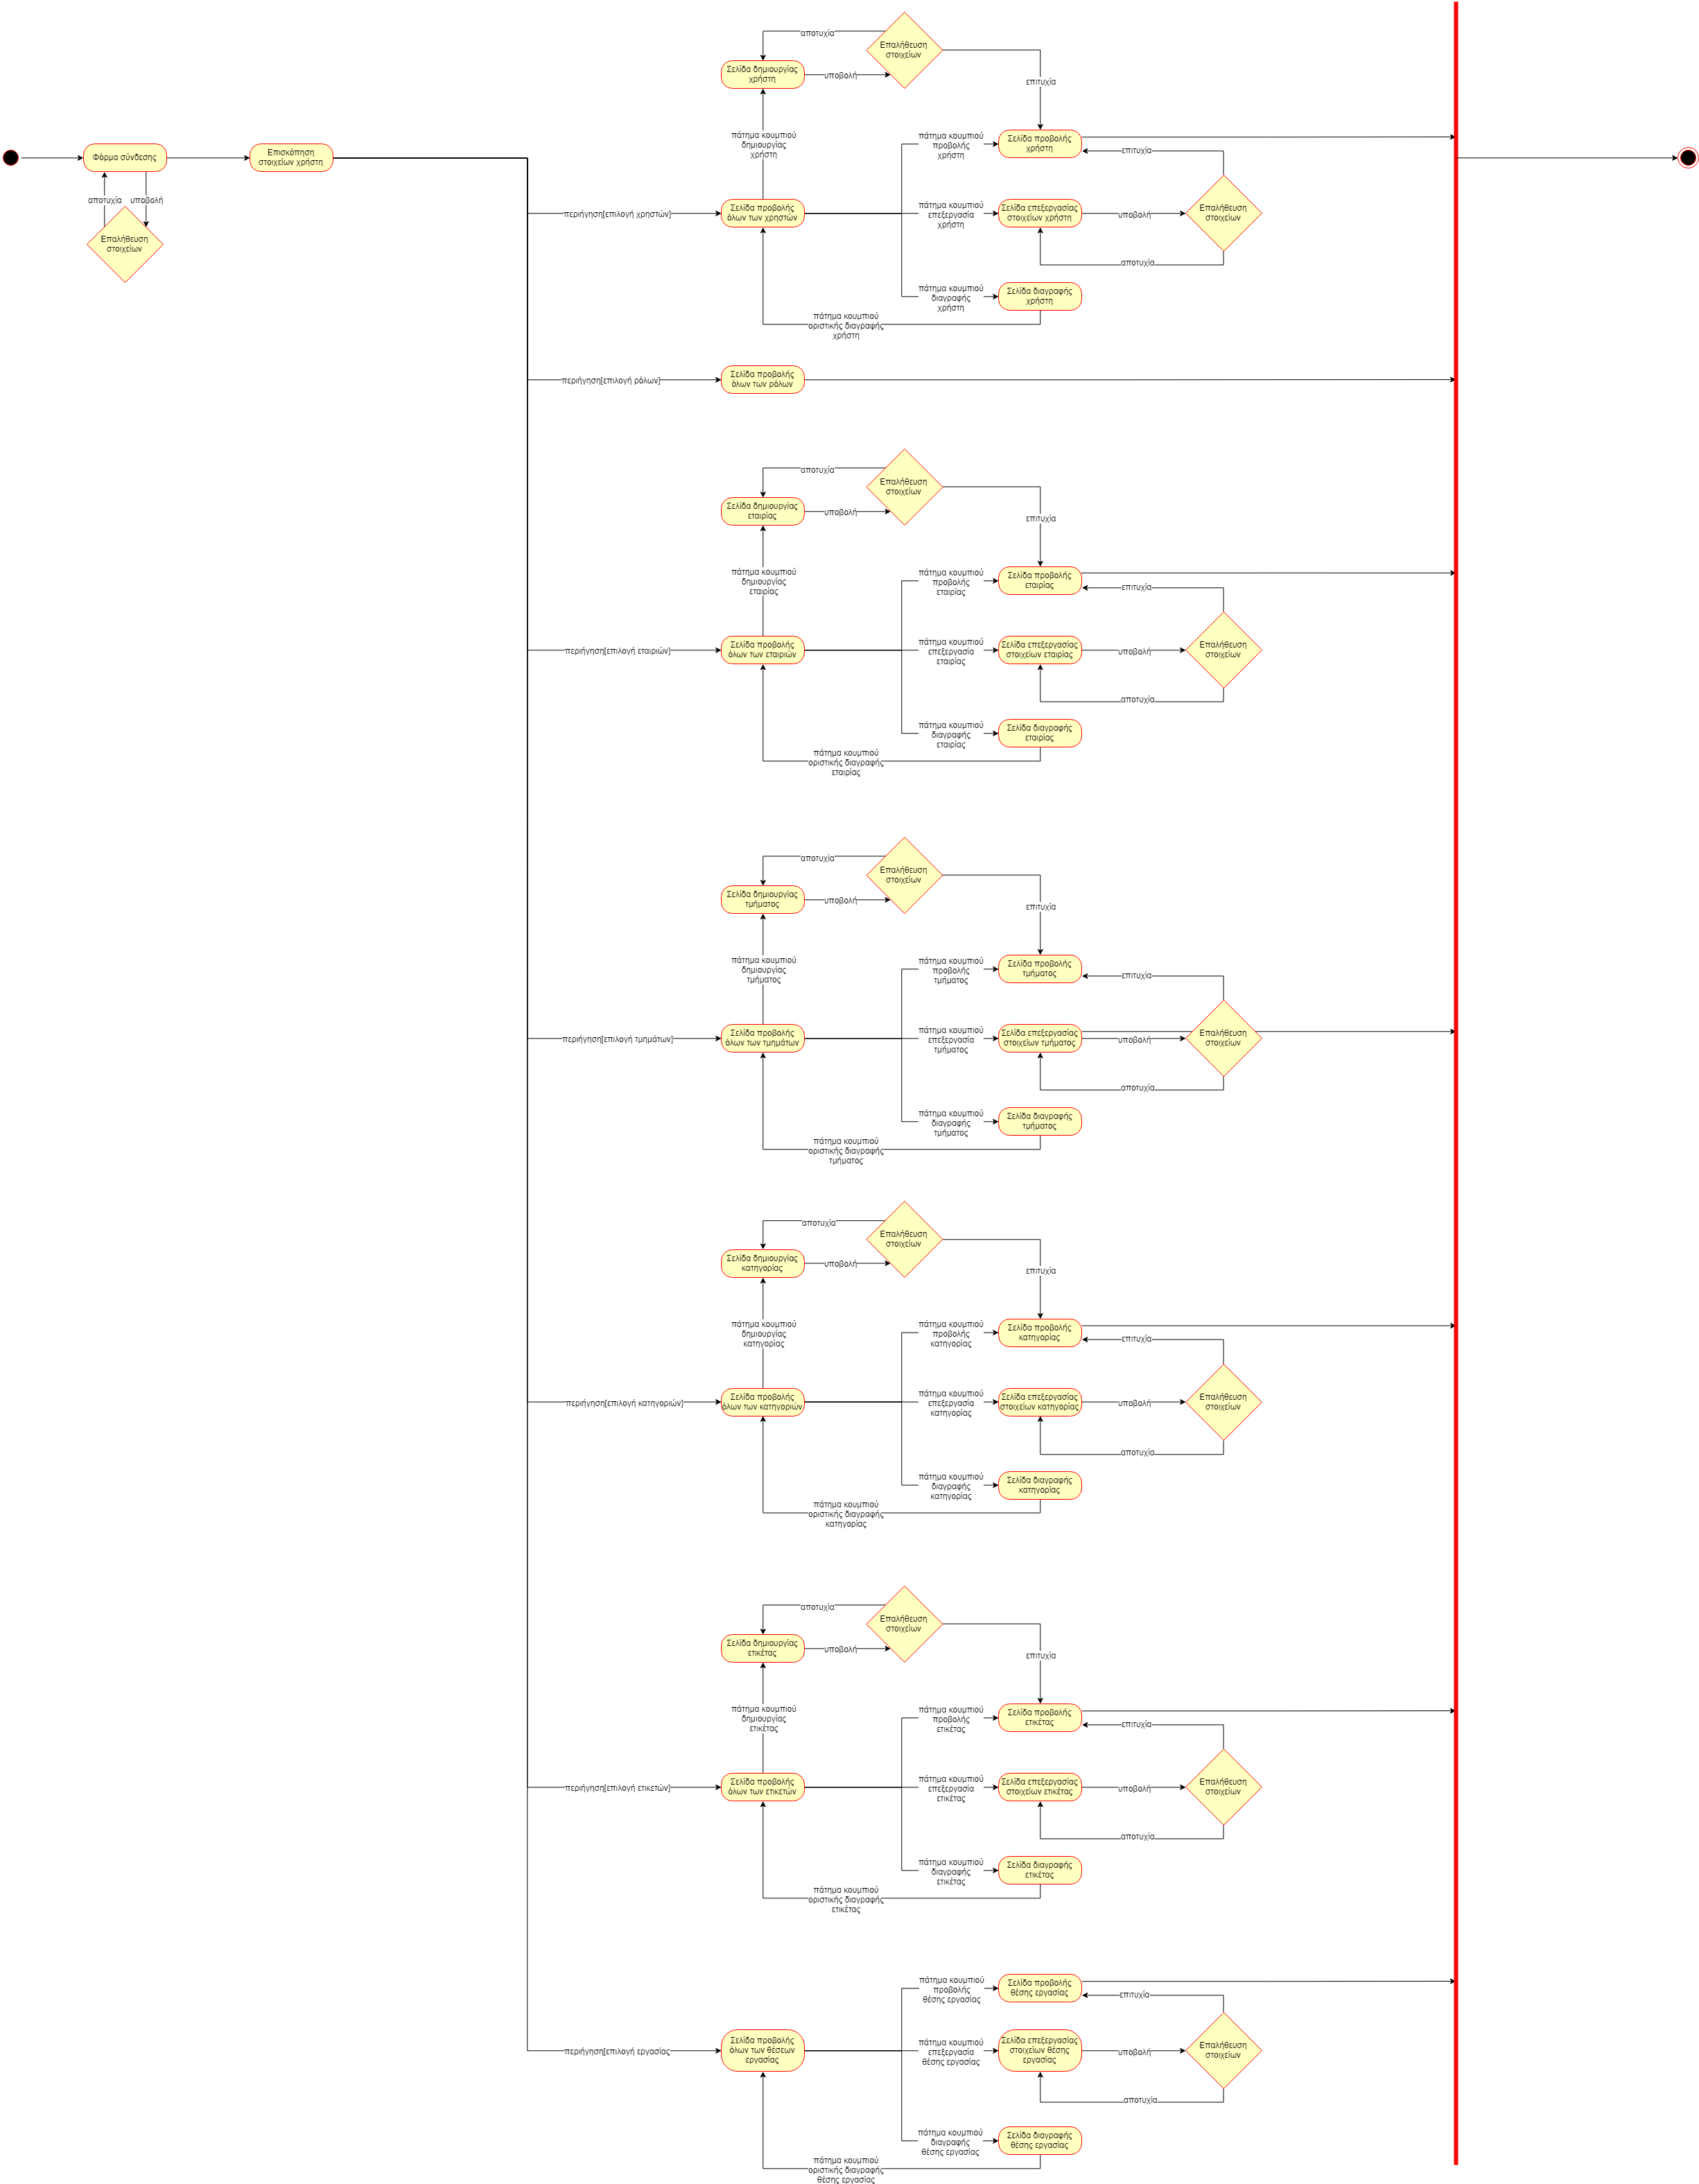 Φόρμα σύνδεσης
Επισκόπηση
στοιχείων χρήστη
αποτυχία
υποβολή
Επαλήθευση
στοιχείων
αποτυχία
Επαλήθευση
στοιχείων
Σελίδα δημιουργίας
χρήστη
υποβολή
επιτυχία
πάτημα κουμπιού
δημιουργίας
χρήστη
πάτημα κουμπιού
προβολής
χρήστη
Σελίδα προβολής
χρήστη
επιτυχία
περιήγηση[επιλογή χρηστών]
Σελίδα προβολής
όλων των χρηστών
πάτημα κουμπιού
επεξεργασία
χρήστη
Σελίδα επεξεργασίας
στοιχείων χρήστη
υποβολή
Επαλήθευση
στοιχείων
αποτυχία
πάτημα κουμπιού
διαγραφής
χρήστη
Σελίδα διαγραφής
χρήστη
πάτημα κουμπιού
οριστικής διαγραφής
χρήστη
περιήγηση[επιλογή ρόλων]
Σελίδα προβολής
όλων των ρόλων
αποτυχία
Επαλήθευση
στοιχείων
Σελίδα δημιουργίας
εταιρίας
υποβολή
επιτυχία
πάτημα κουμπιού
δημιουργίας
εταιρίας
πάτημα κουμπιού
προβολής
εταιρίας
Σελίδα προβολής
εταιρίας
επιτυχία
περιήγηση[επιλογή εταιριών]
Σελίδα προβολής
όλων των εταιριών
πάτημα κουμπιού
επεξεργασία
εταιρίας
Σελίδα επεξεργασίας
στοιχείων εταιρίας
υποβολή
Επαλήθευση
στοιχείων
αποτυχία
πάτημα κουμπιού
διαγραφής
εταιρίας
Σελίδα διαγραφής
εταιρίας
πάτημα κουμπιού
οριστικής διαγραφής
εταιρίας
αποτυχία
Επαλήθευση
στοιχείων
Σελίδα δημιουργίας
τμήματος
υποβολή
επιτυχία
πάτημα κουμπιού
δημιουργίας
τμήματος
πάτημα κουμπιού
προβολής
τμήματος
Σελίδα προβολής
τμήματος
επιτυχία
περιήγηση[επιλογή τμημάτων]
Σελίδα προβολής
όλων των τμημάτων
πάτημα κουμπιού
επεξεργασία
τμήματος
Σελίδα επεξεργασίας
στοιχείων τμήματος
υποβολή
Επαλήθευση
στοιχείων
αποτυχία
πάτημα κουμπιού
διαγραφής
τμήματος
Σελίδα διαγραφής
τμήματος
πάτημα κουμπιού
οριστικής διαγραφής
τμήματος
αποτυχία
Επαλήθευση
στοιχείων
Σελίδα δημιουργίας
κατηγορίας
υποβολή
επιτυχία
πάτημα κουμπιού
δημιουργίας
κατηγορίας
πάτημα κουμπιού
προβολής
κατηγορίας
Σελίδα προβολής
κατηγορίας
επιτυχία
περιήγηση[επιλογή κατηγοριών]
Σελίδα προβολής
όλων των κατηγοριών
πάτημα κουμπιού
επεξεργασία
κατηγορίας
Σελίδα επεξεργασίας
στοιχείων κατηγορίας
υποβολή
Επαλήθευση
στοιχείων
αποτυχία
πάτημα κουμπιού
διαγραφής
κατηγορίας
Σελίδα διαγραφής
κατηγορίας
πάτημα κουμπιού
οριστικής διαγραφής
κατηγορίας
αποτυχία
Επαλήθευση
στοιχείων
Σελίδα δημιουργίας
ετικέτας
υποβολή
επιτυχία
πάτημα κουμπιού
δημιουργίας
ετικέτας
πάτημα κουμπιού
προβολής
ετικέτας
Σελίδα προβολής
ετικέτας
επιτυχία
περιήγηση[επιλογή ετικετών]
Σελίδα προβολής
όλων των ετικετών
πάτημα κουμπιού
επεξεργασία
ετικέτας
Σελίδα επεξεργασίας
στοιχείων ετικέτας
υποβολή
Επαλήθευση
στοιχείων
αποτυχία
πάτημα κουμπιού
διαγραφής
ετικέτας
Σελίδα διαγραφής
ετικέτας
πάτημα κουμπιού
οριστικής διαγραφής
ετικέτας
πάτημα κουμπιού
προβολής
θέσης εργασίας
Σελίδα προβολής
θέσης εργασίας
επιτυχία
περιήγηση[επιλογή εργασίας
Σελίδα προβολής
όλων των θέσεων
εργασίας
πάτημα κουμπιού
επεξεργασία
θέσης εργασίας
Σελίδα επεξεργασίας
στοιχείων θέσης
εργασίας
υποβολή
Επαλήθευση
στοιχείων
αποτυχία
πάτημα κουμπιού
διαγραφής
θέσης εργασίας
Σελίδα διαγραφής
θέσης εργασίας
πάτημα κουμπιού
οριστικής διαγραφής
θέσης εργασίας